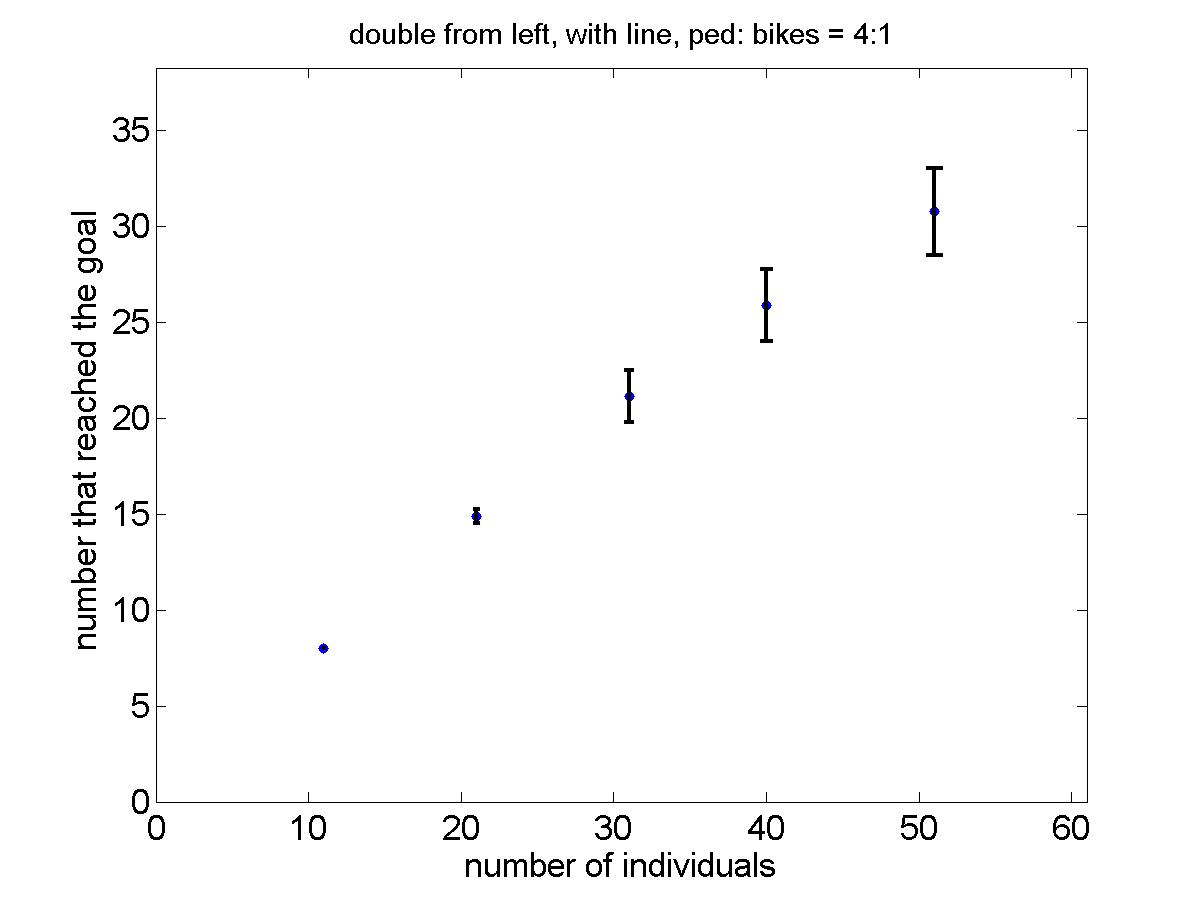 double from left, with line, ped: bikes = 4:1
35
30
25
20
15
10
5
0
number that reached the goal
0 10 20 30 40 50 60
number of individuals